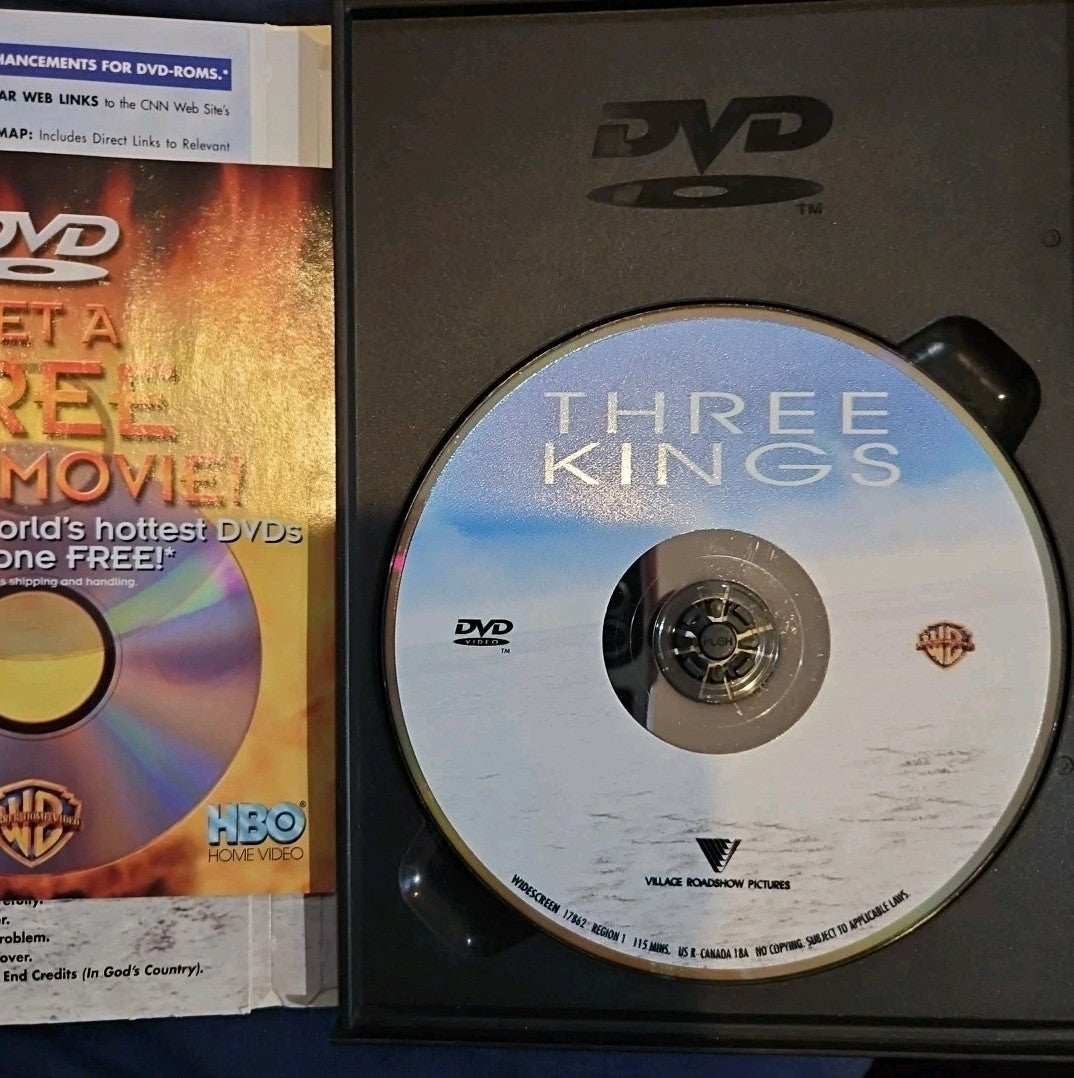 HANCEMENTS FOR DVD-ROMS.*
AR WEB LINKS to the CNN Web Site's
MAP: Includes Direct Links to Relevant
DVD
ET A
REE
MOVIE!
orld's hottest DVDs
one FREE!*
s shipping and handling.
WB
HBO®
HOME VIDEO
r.
roblem.
over.
End Credits (In God's Country).
DVD
TM
THREE
KINGS
DVD
VIDEO
TM
PUSH
VILLAGE ROADSHOW PICTURES
WIDESCREEN 17862 REGION 1 115 MINS. US R CANADA 18A NO COPYING. SUBJECT TO APPLICABLE LAWS